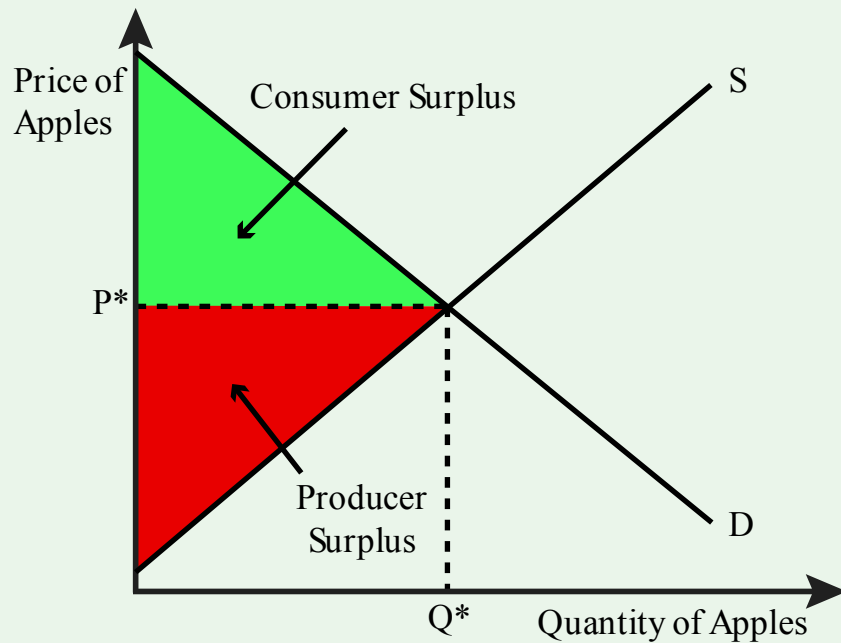 Price of
Apples
Consumer Surplus
S
P*
Producer
Surplus
D
Q*
Quantity of Apples